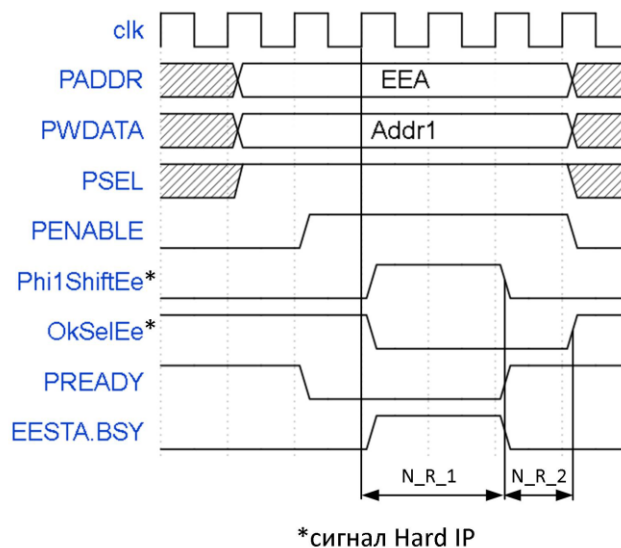 clk
PADDR EEA
PWDATA Addr1
PSEL
PENABLE
Phi1ShiftEe*
OkSelEe*
PREADY
EESTA.BSY
N_R_1 N_R_2
*сигнал Hard IP